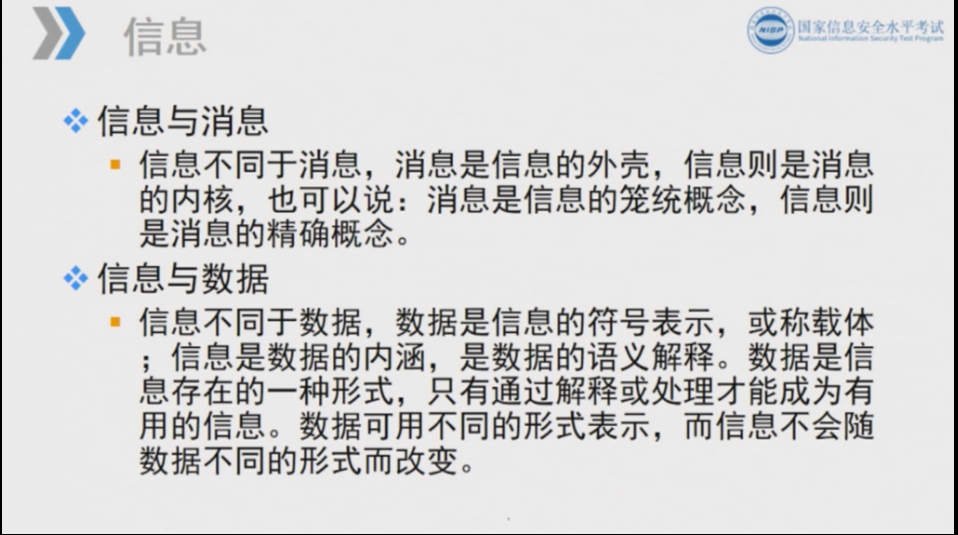 信息
NISP
国家信息安全水平考试
National Information Security Test Program
信息与消息
信息不同于消息，消息是信息的外壳，信息则是消息
的内核，也可以说：消息是信息的笼统概念，信息则
是消息的精确概念。
信息与数据
信息不同于数据，数据是信息的符号表示，或称载体
；信息是数据的内涵，是数据的语义解释。数据是信
息存在的一种形式，只有通过解释或处理才能成为有
用的信息。数据可用不同的形式表示，而信息不会随
数据不同的形式而改变。